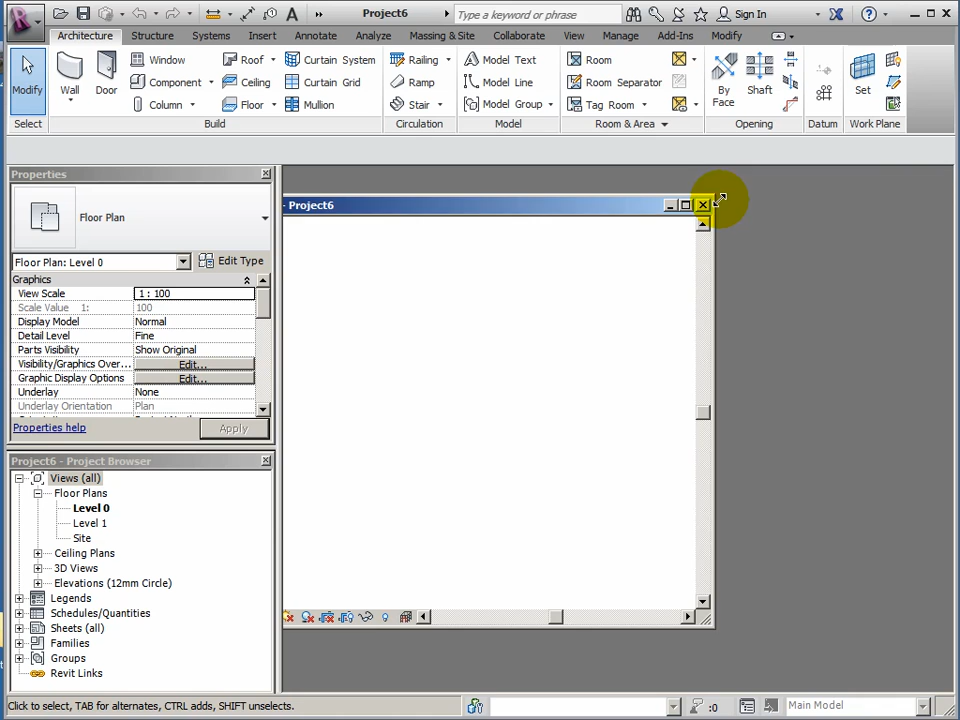 Project6
Type a keyword or phrase
Sign In
Architecture Structure Systems Insert Annotate Analyze Massing & Site Collaborate View Manage Add-Ins Modify
Modify
Wall
Door
Window
Component
Column
Roof
Ceiling
Floor
Curtain System
Curtain Grid
Mullion
Railing
Ramp
Stair
Model Text
Model Line
Model Group
Room
Room Separator
Tag Room
By
Face
Shaft
Set
Select Build Circulation Model Room & Area Opening Datum Work Plane
Properties
Floor Plan
Floor Plan: Level 0 Edit Type
Graphics
View Scale 1 : 100
Scale Value 1: 100
Display Model Normal
Detail Level Fine
Parts Visibility Show Original
Visibility/Graphics Over... Edit...
Graphic Display Options Edit...
Underlay None
Underlay Orientation Plan
Properties help Apply
- Project6
Project6 - Project Browser
Views (all)
Floor Plans
Level 0
Level 1
Site
Ceiling Plans
3D Views
Elevations (12mm Circle)
Legends
Schedules/Quantities
Sheets (all)
Families
Groups
Revit Links
Click to select, TAB for alternates, CTRL adds, SHIFT unselects.
:0
Main Model